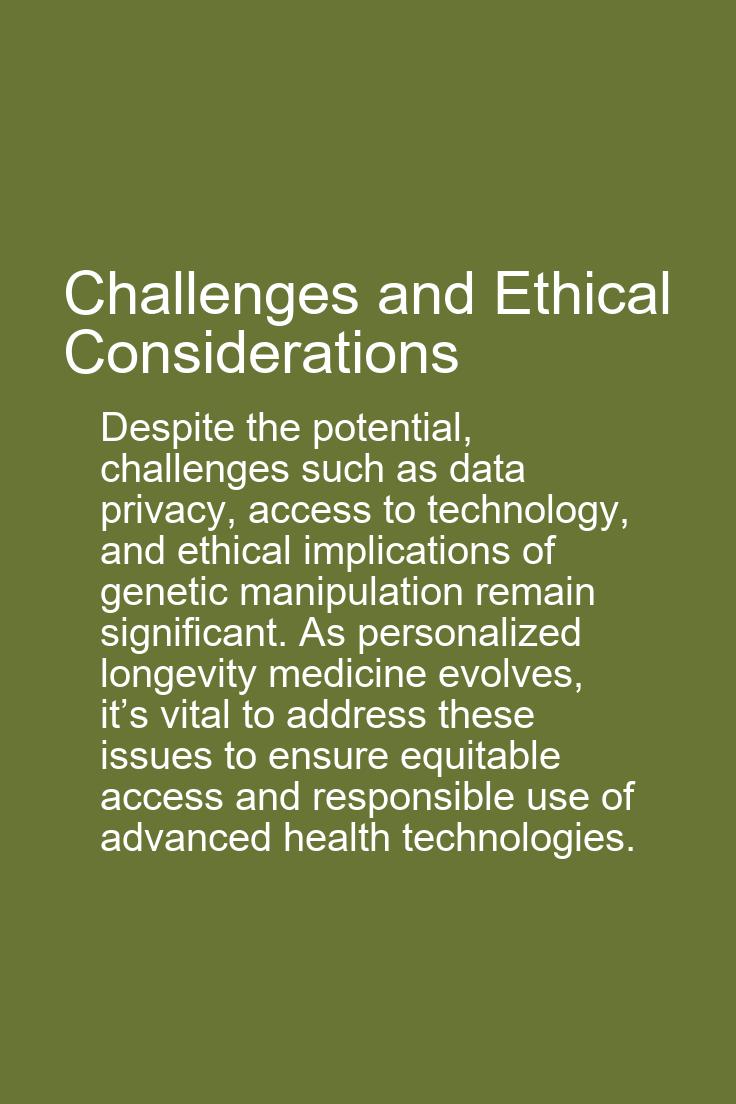 Challenges and Ethical
Considerations
Despite the potential,
challenges such as data
privacy, access to technology,
and ethical implications of
genetic manipulation remain
significant. As personalized
longevity medicine evolves,
it’s vital to address these
issues to ensure equitable
access and responsible use of
advanced health technologies.